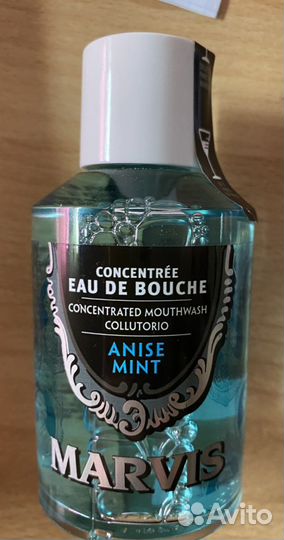 CONCENTRÉE
EAU DE BOUCHE
CONCENTRATED MOUTHWASH
COLLUTORIO
ANISE
MINT
MARVIS
Avito